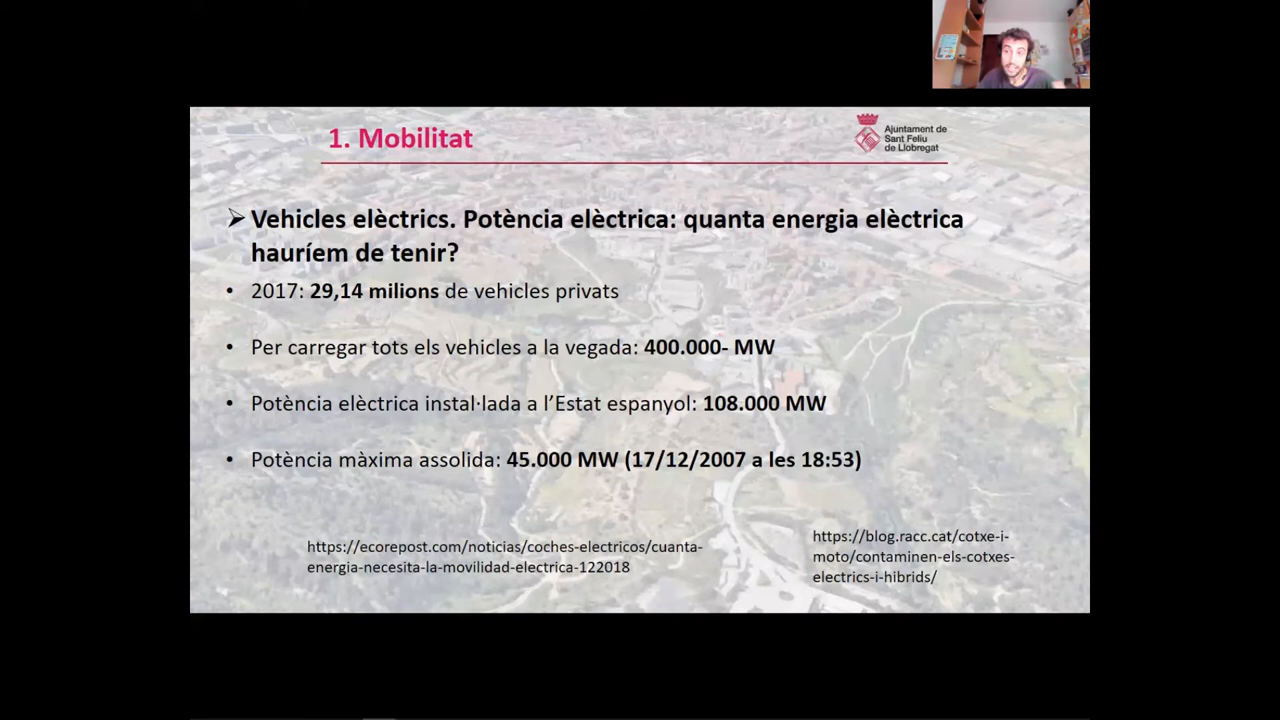 1. Mobilitat
Ajuntament de
Sant Feliu
de Llobregat
➢ Vehicles elèctrics. Potència elèctrica: quanta energia elèctrica
hauríem de tenir?
• 2017: 29,14 milions de vehicles privats
• Per carregar tots els vehicles a la vegada: 400.000- MW
• Potència elèctrica instal·lada a l’Estat espanyol: 108.000 MW
• Potència màxima assolida: 45.000 MW (17/12/2007 a les 18:53)
https://ecorepost.com/noticias/coches-electricos/cuanta-
energia-necesita-la-movilidad-electrica-122018
https://blog.racc.cat/cotxe-i-
moto/contaminen-els-cotxes-
electrics-i-hibrids/